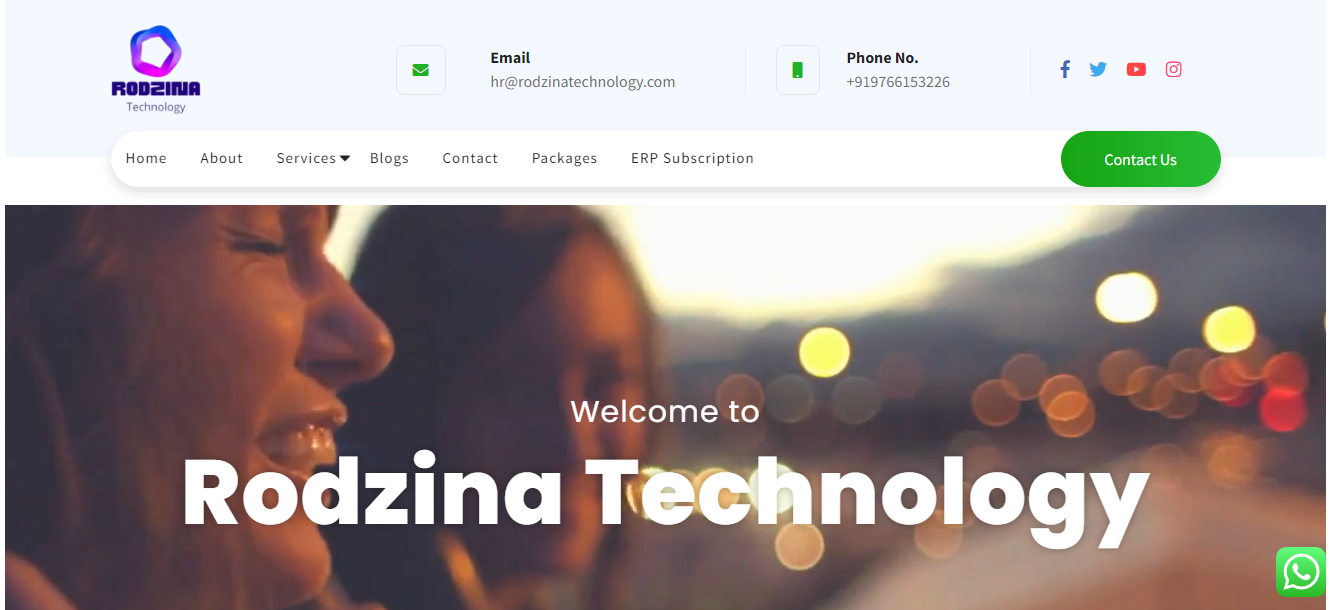 RODZINA
Technology
Email
hr@rodzinatechnology.com
Phone No.
+919766153226
Home About Services Blogs Contact Packages ERP Subscription Contact Us
Welcome to
Rodzina Technology